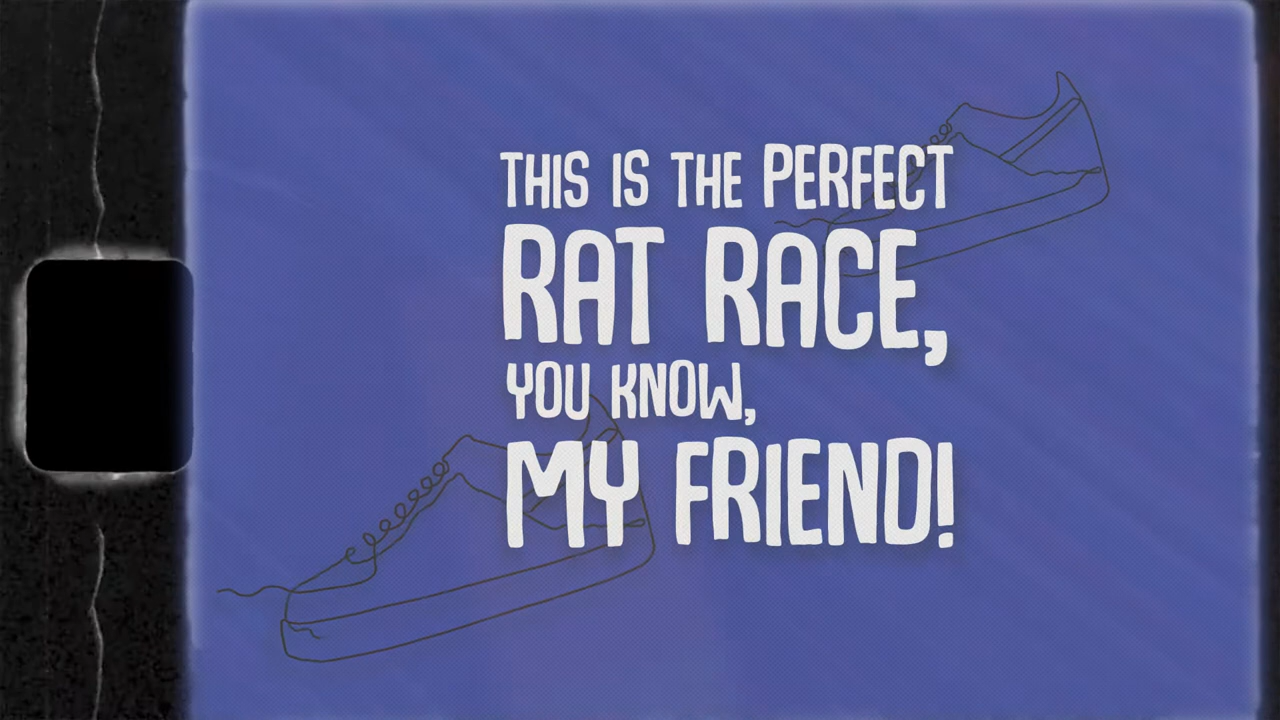 THIS IS THE PERFECT
RAT RACE,
YOU KNOW,
MY FRIEND!